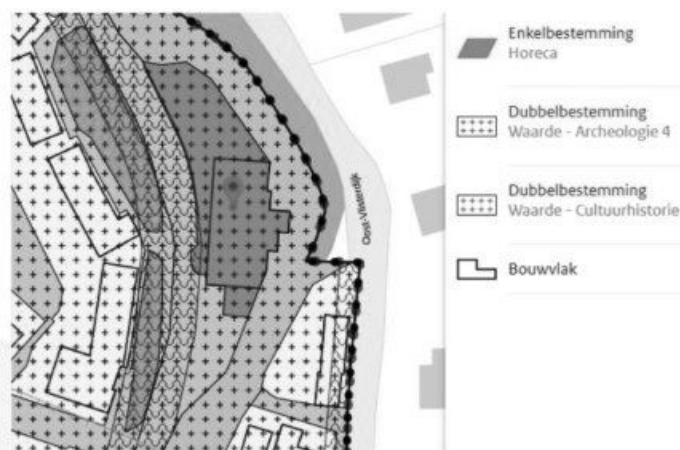 Enkelbestemming
Horeca
Dubbelbestemming
Waarde - Archeologie 4
Dubbelbestemming
Waarde - Cultuurhistorie
Bouwvlak
Oost-Vlisterdijk